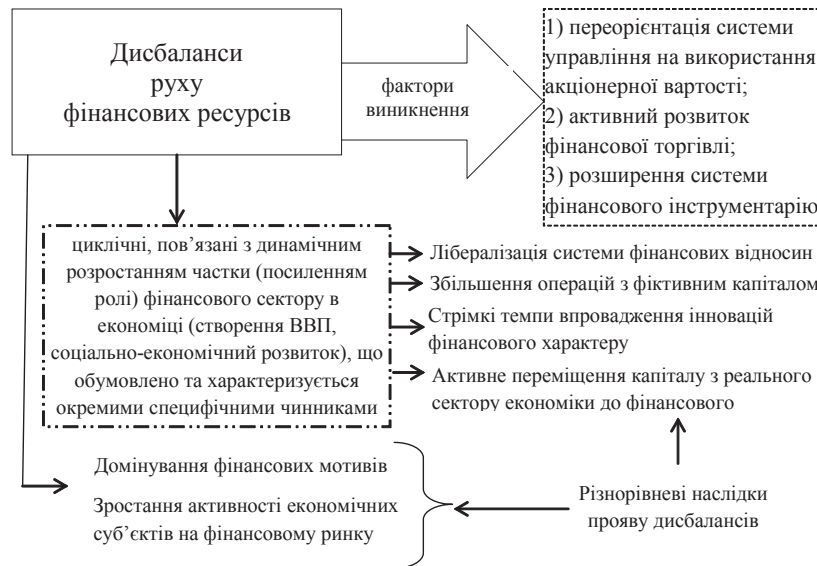 Дисбаланси
руху
фінансових ресурсів
фактори
виникнення
1) переорієнтація системи
управління на використання
акціонерної вартості;
2) активний розвиток
фінансової торгівлі;
3) розширення системи
фінансового інструментарію
циклічні, пов’язані з динамічним
розростанням частки (посиленням
ролі) фінансового сектору в
економіці (створення ВВП,
соціально-економічний розвиток), що
обумовлено та характеризується
окремими специфічними чинниками
Лібералізація системи фінансових відносин
Збільшення операцій з фіктивним капіталом
Стрімкі темпи впровадження інновацій
фінансового характеру
Активне переміщення капіталу з реального
сектору економіки до фінансового
Домінування фінансових мотивів
Зростання активності економічних
суб’єктів на фінансовому ринку
Різнорівневі наслідки
прояву дисбалансів